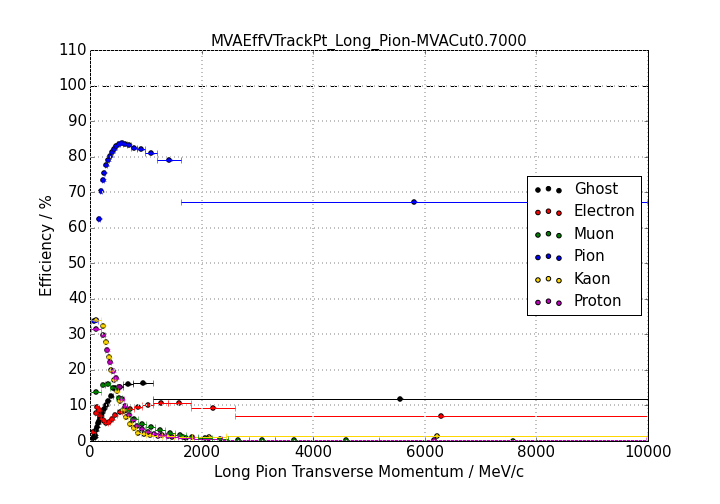 MVAEffVTrackPt_Long_Pion-MVACut0.7000
110
100
90
80
70
60
50
40
30
20
10
0
Efficiency / %
Ghost
Electron
Muon
Pion
Kaon
Proton
0 2000 4000 6000 8000 10000
Long Pion Transverse Momentum / MeV/c